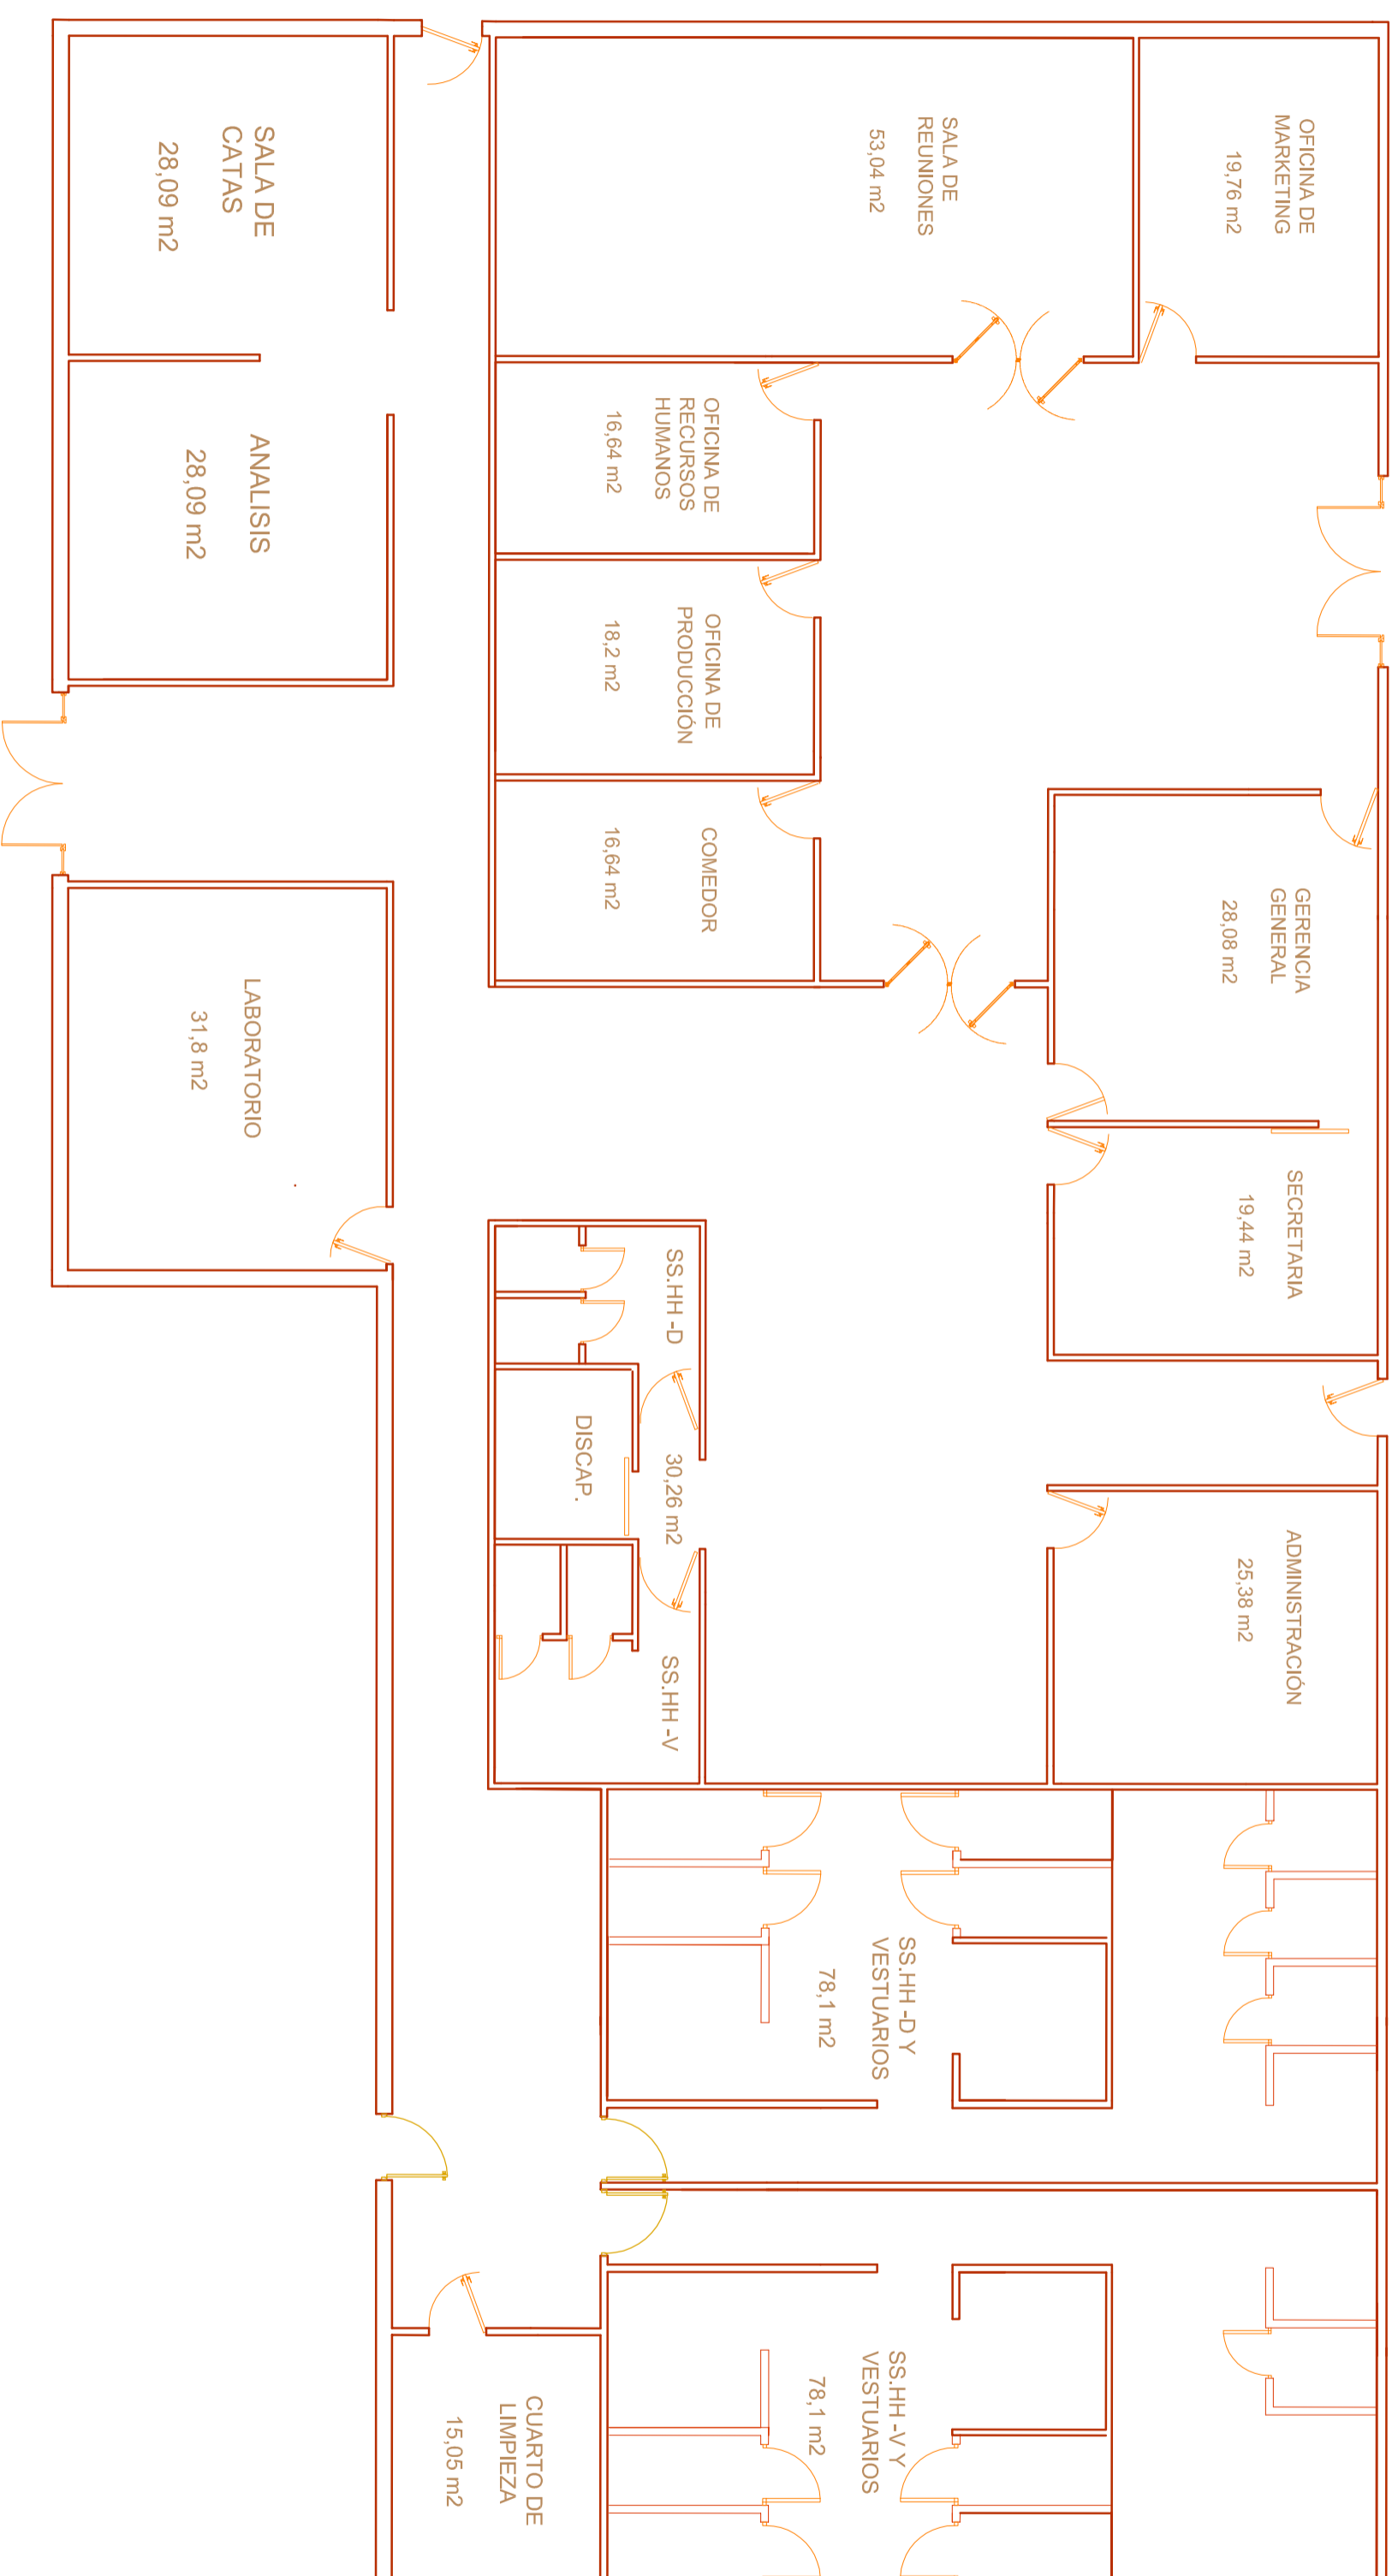 OFICINA DE
MARKETING
19,76 m2
SALA DE
REUNIONES
53,04 m2
SALA DE
CATAS
28,09 m2
OFICINA DE
RECURSOS
HUMANOS
16,64 m2
ANALISIS
28,09 m2
OFICINA DE
PRODUCCIÓN
18,2 m2
COMEDOR
16,64 m2
GERENCIA
GENERAL
28,08 m2
LABORATORIO
31,8 m2
SECRETARIA
19,44 m2
SS.HH -D
DISCAP.
30,26 m2
SS.HH -V
ADMINISTRACIÓN
25,38 m2
SS.HH -D Y
VESTUARIOS
78,1 m2
SS.HH -V Y
VESTUARIOS
78,1 m2
CUARTO DE
LIMPIEZA
15,05 m2